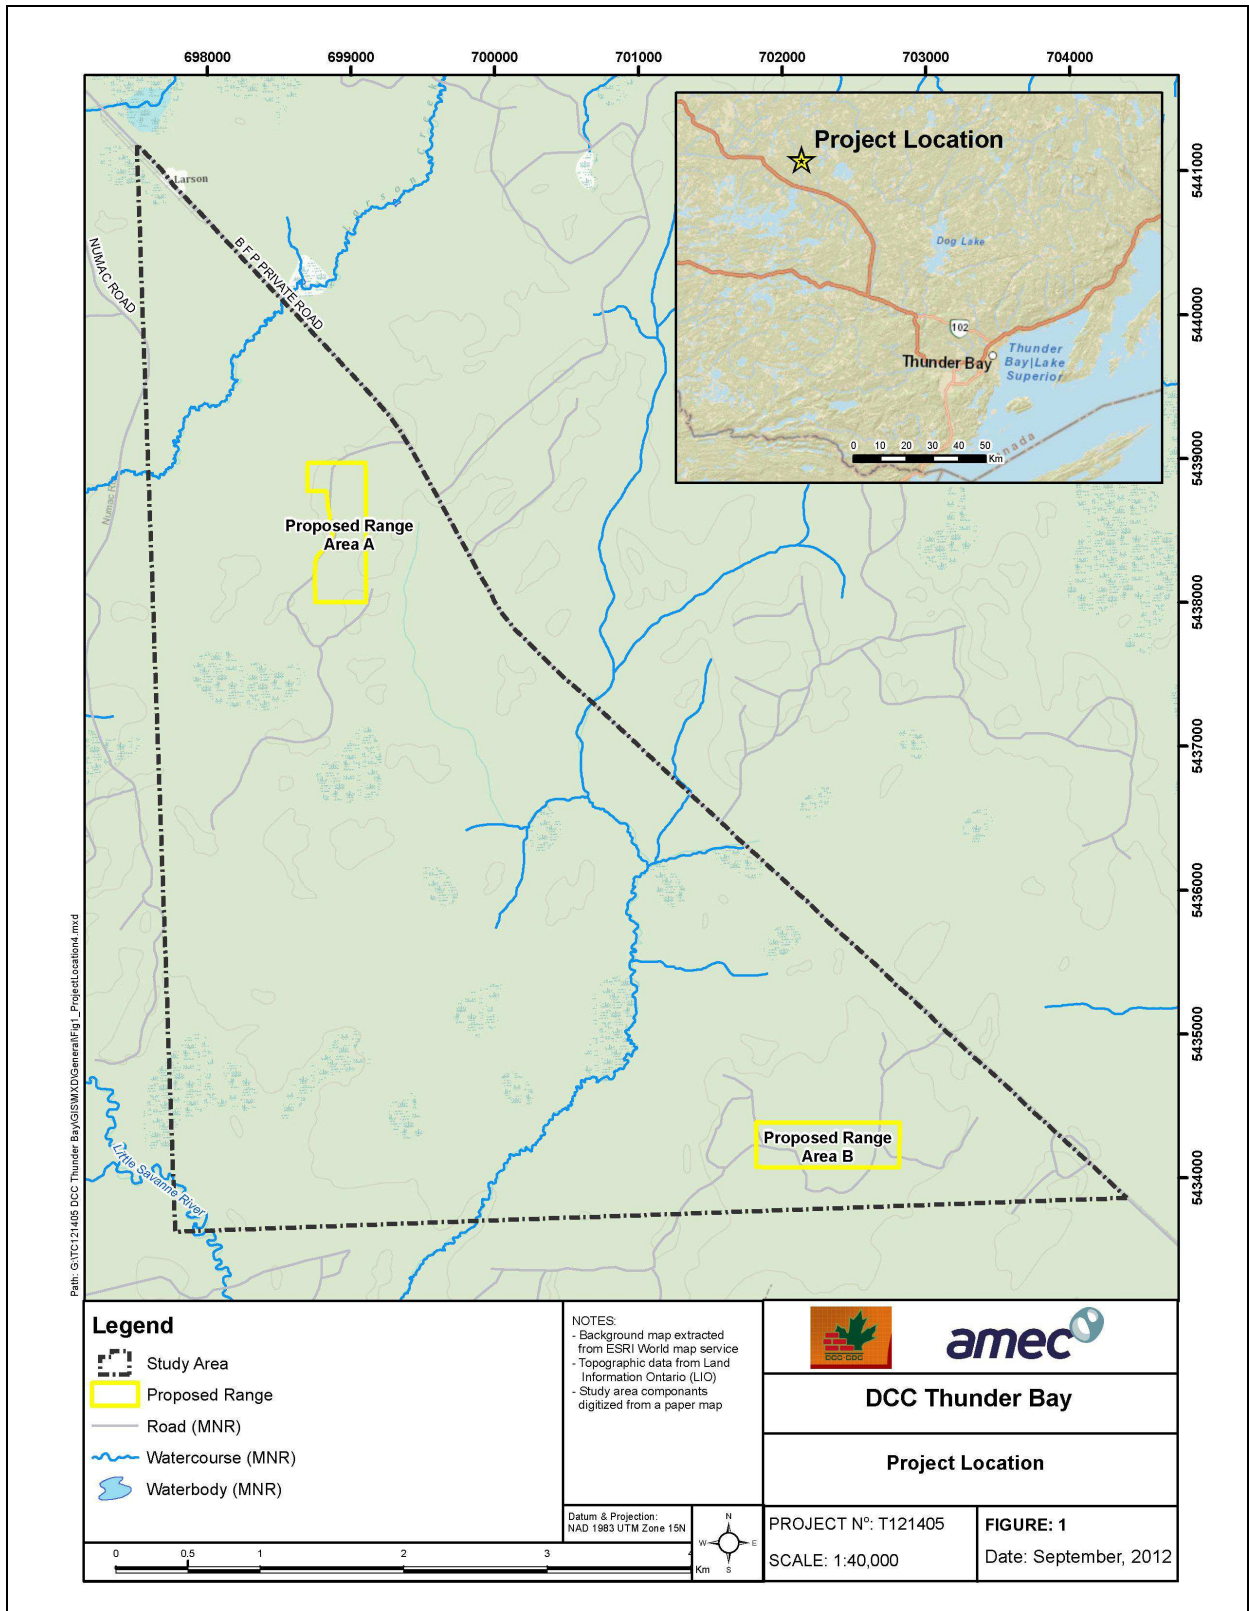 698000 699000 700000 701000 702000 703000 704000
Project Location
Dog Lake
102
Thunder Bay
Thunder
Bay|Lake
Superior
0 10 20 30 40 50
Km
nada
5441000
5440000
5439000
5438000
5437000
5436000
5435000
5434000
Larson
NUMAC ROAD
B F P PRIVATE ROAD
Proposed Range
Area A
Proposed Range
Area B
Little Savanne River
Path: G:\TC121405 DCC Thunder Bay\GIS\MXD\General\Fig1_ProjectLocation4.mxd
Legend
Study Area
Proposed Range
Road (MNR)
Watercourse (MNR)
Waterbody (MNR)
0 0.5 1 2 3 4
Km
NOTES:
- Background map extracted
from ESRI World map service
- Topographic data from Land
Information Ontario (LIO)
- Study area componants
digitized from a paper map
Datum & Projection:
NAD 1983 UTM Zone 15N
N
W E
S
DCC·CDC
amec
DCC Thunder Bay
Project Location
PROJECT Nº: T121405
SCALE: 1:40,000
FIGURE: 1
Date: September, 2012